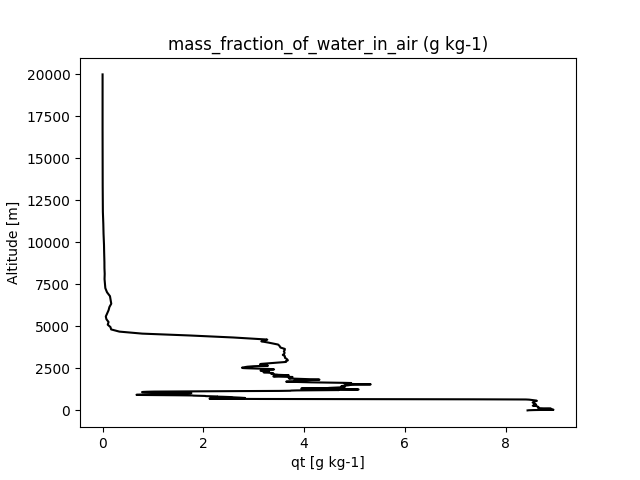 mass_fraction_of_water_in_air (g kg-1)
20000
17500
15000
12500
10000
7500
5000
2500
0
Altitude [m]
0 2 4 6 8
qt [g kg-1]